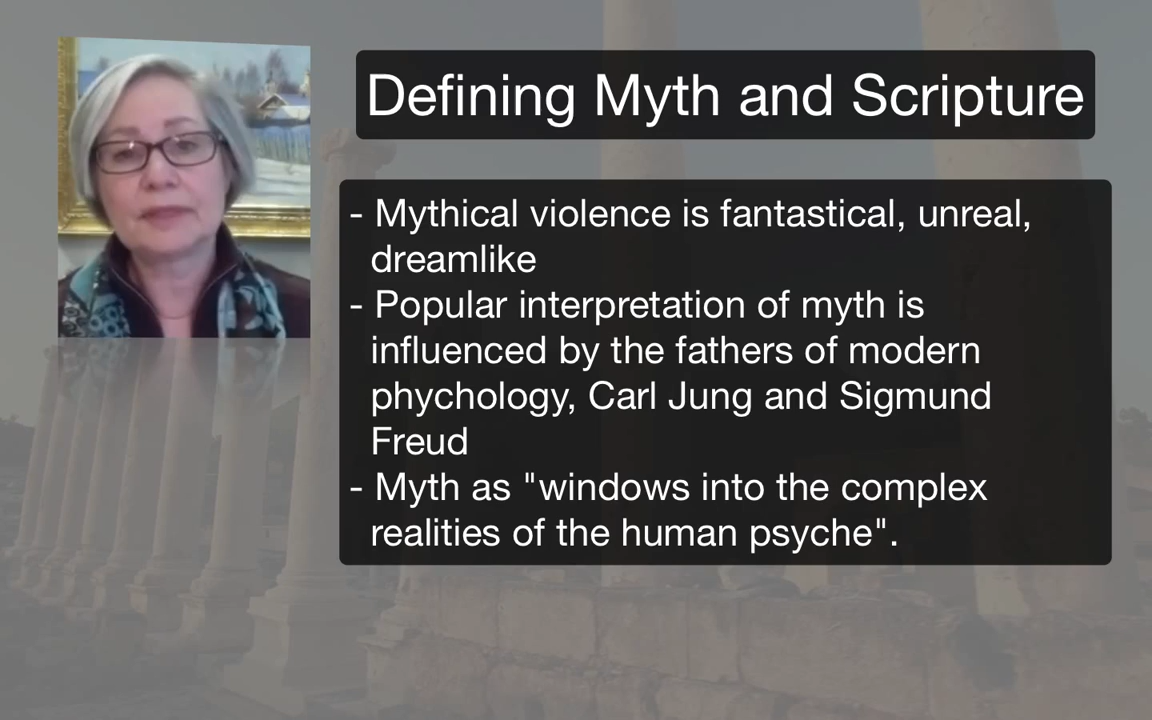 Defining Myth and Scripture
- Mythical violence is fantastical, unreal,
dreamlike
- Popular interpretation of myth is
influenced by the fathers of modern
phychology, Carl Jung and Sigmund
Freud
- Myth as "windows into the complex
realities of the human psyche".